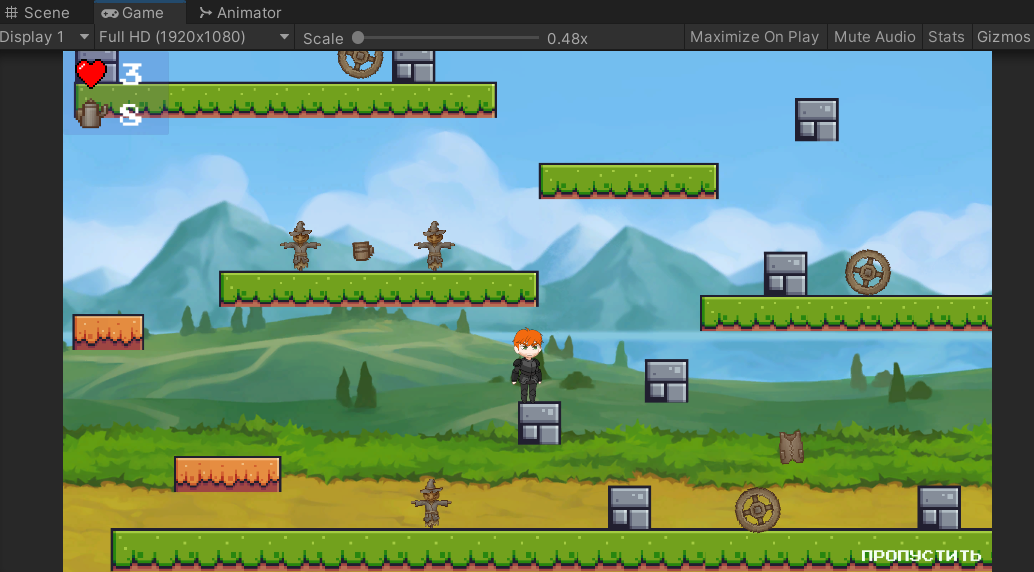 Scene Game Animator
Display 1 Full HD (1920x1080) Scale 0.48x Maximize On Play Mute Audio Stats Gizmos
3
8
ПРОПУСТИТЬ